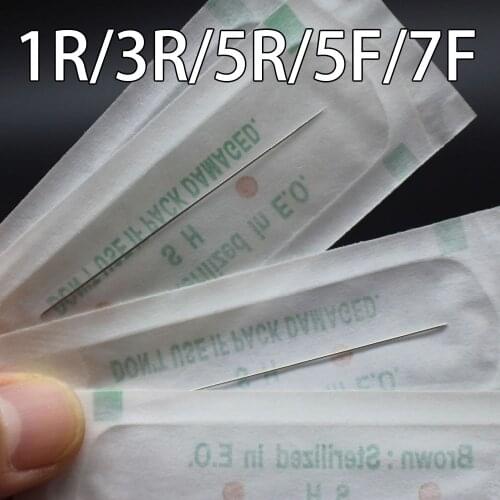 1R/3R/5R/5F/7F
DON'T USE IF PACK DAMAGED.
S H
Sterilized in E.O.
DON'T USE IF PACK DAMAGED.
S H
in E.O.
Brown: Sterilized in E.O.
S H